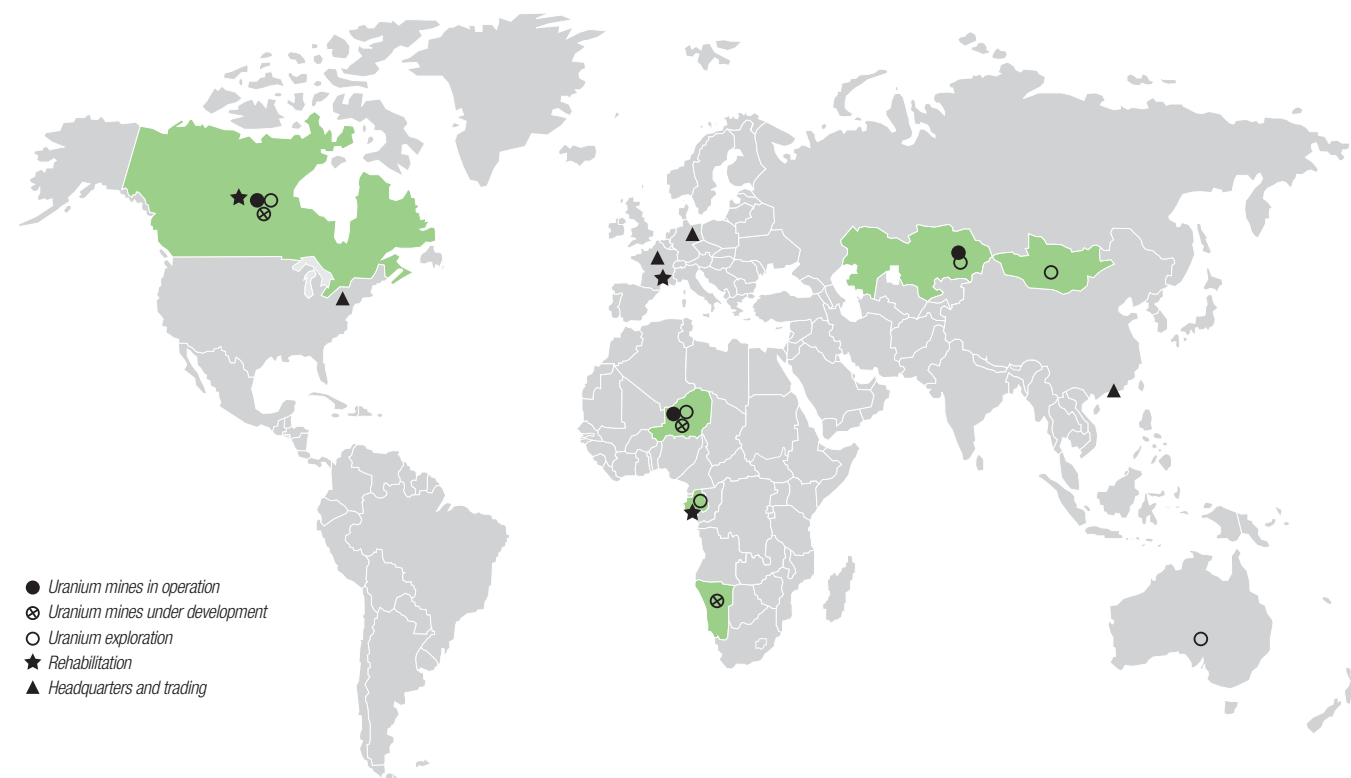 Uranium mines in operation
Uranium mines under development
Uranium exploration
Rehabilitation
Headquarters and trading